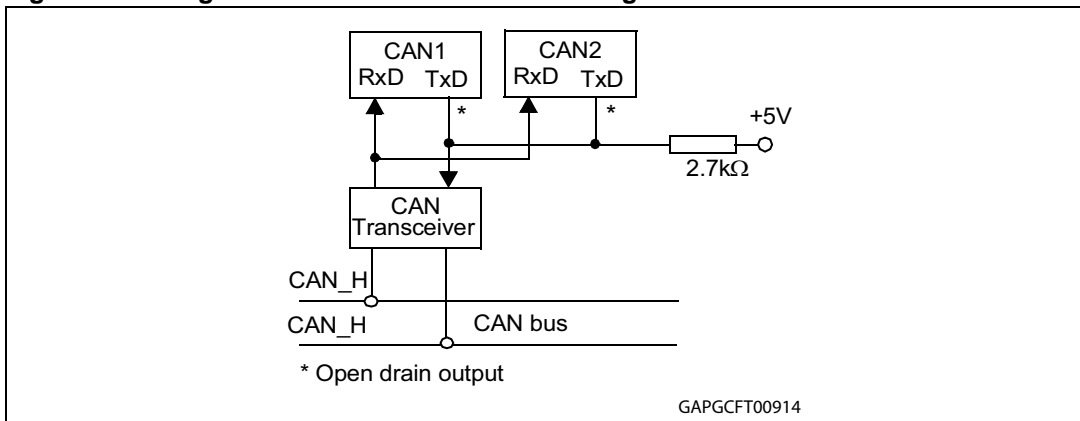 CAN1
RxD TxD
CAN2
RxD TxD
*
*
+5V
2.7kΩ
CAN
Transceiver
CAN_H
CAN_H
CAN bus
* Open drain output
GAPGCFT00914